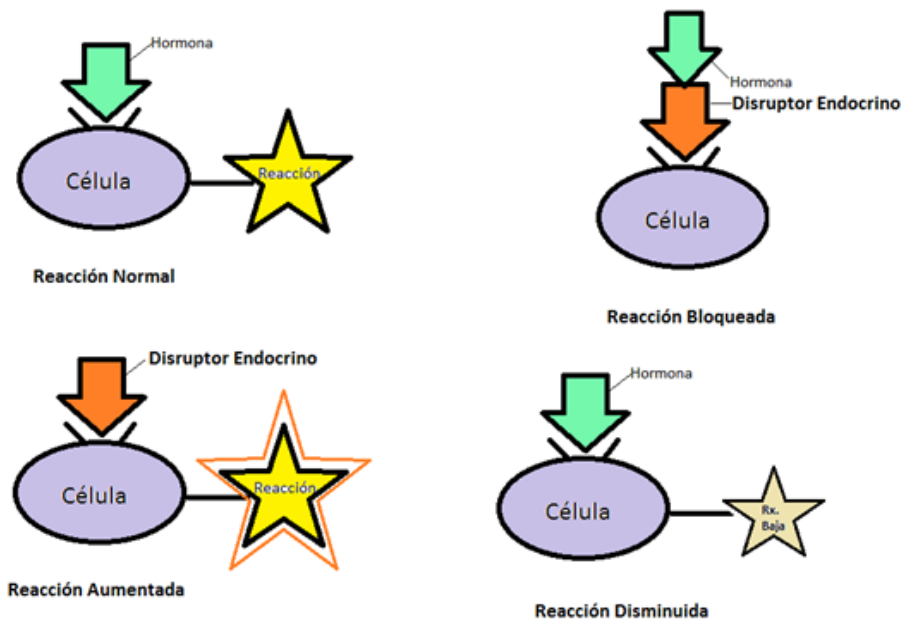 Hormona
Célula
Reacción
Reacción Normal
Hormona
Disruptor Endocrino
Célula
Reacción Bloqueada
Disruptor Endocrino
Célula
Reacción
Reacción Aumentada
Hormona
Célula
Rx.
Baja
Reacción Disminuida